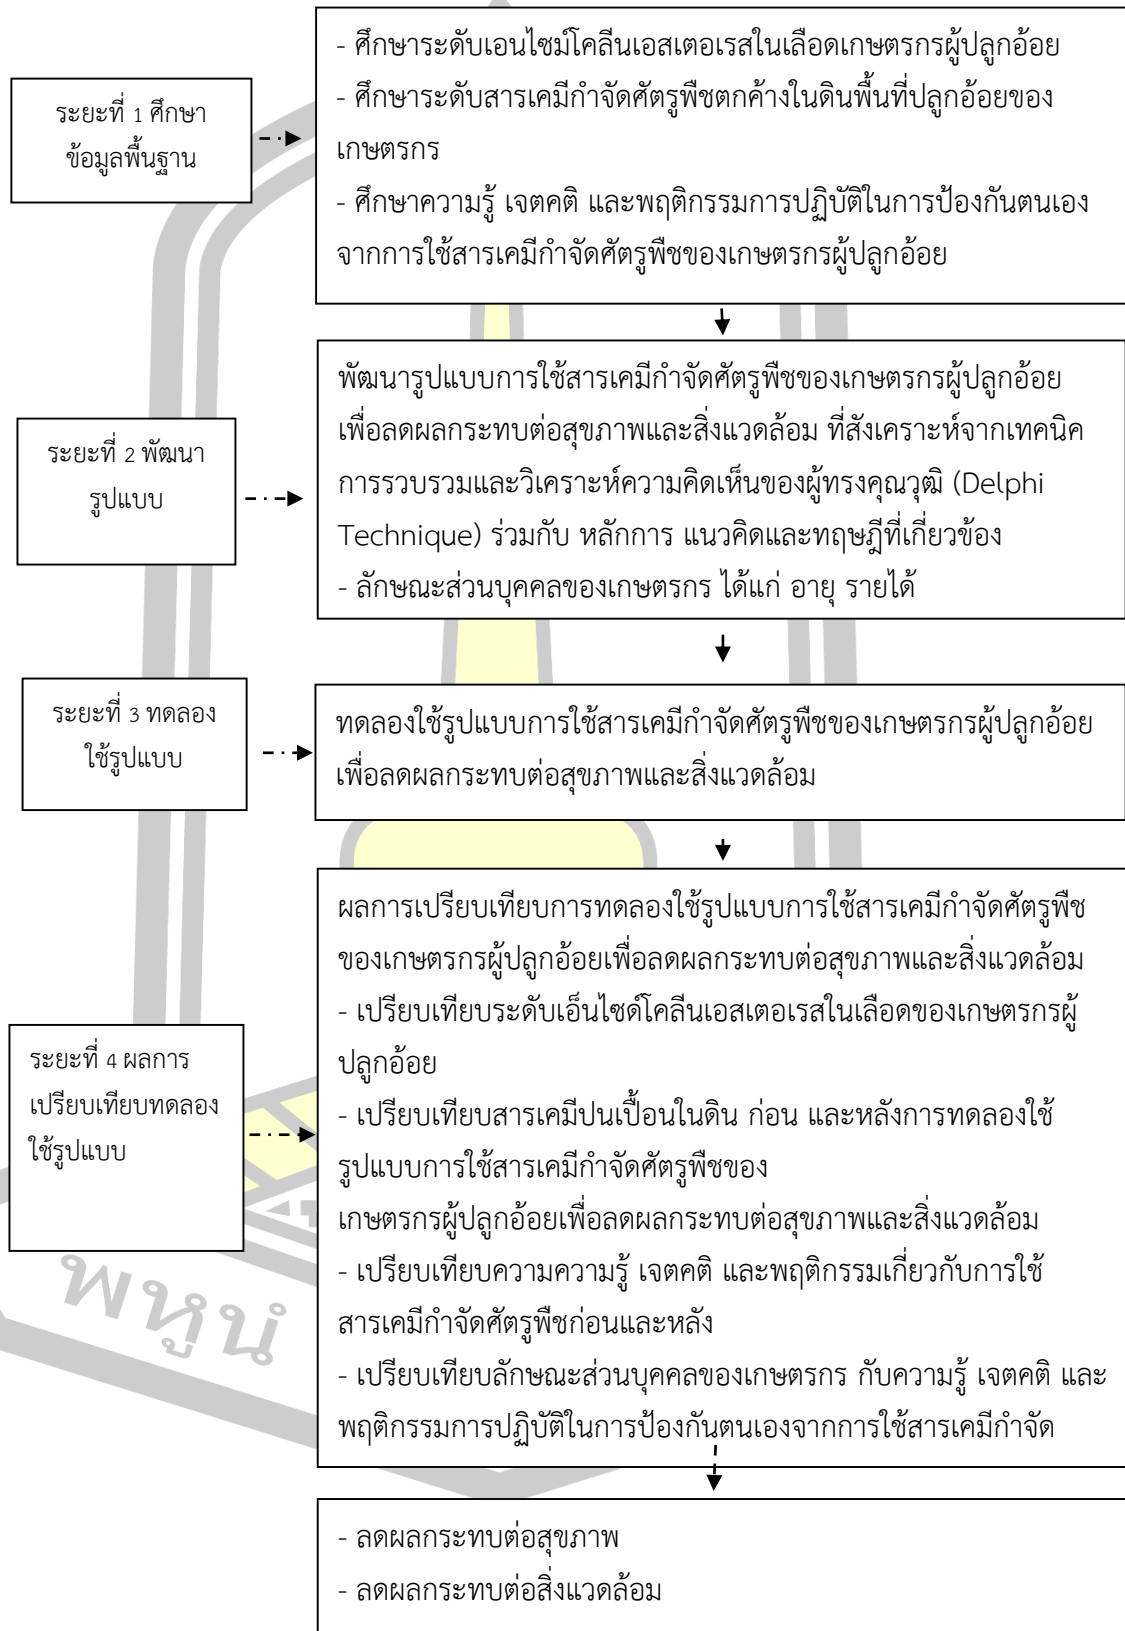 - ศึกษาระดับเอนไซม์โคลีนเอสเตอเรสในเลือดเกษตรกรผู้ปลูกอ้อย
- ศึกษาระดับสารเคมีกำจัดศัตรูพืชตกค้างในดินพื้นที่ปลูกอ้อยของ
เกษตรกร
- ศึกษาความรู้ เจตคติ และพฤติกรรมการปฏิบัติในการป้องกันตนเอง
จากการใช้สารเคมีกำจัดศัตรูพืชของเกษตรกรผู้ปลูกอ้อย
ระยะที่ 1 ศึกษา
ข้อมูลพื้นฐาน
พัฒนารูปแบบการใช้สารเคมีกำจัดศัตรูพืชของเกษตรกรผู้ปลูกอ้อย
เพื่อลดผลกระทบต่อสุขภาพและสิ่งแวดล้อม ที่สังเคราะห์จากเทคนิค
การรวบรวมและวิเคราะห์ความคิดเห็นของผู้ทรงคุณวุฒิ (Delphi
Technique) ร่วมกับ หลักการ แนวคิดและทฤษฎีที่เกี่ยวข้อง
- ลักษณะส่วนบุคคลของเกษตรกร ได้แก่ อายุ รายได้
ระยะที่ 2 พัฒนา
รูปแบบ
ระยะที่ 3 ทดลอง
ใช้รูปแบบ
ทดลองใช้รูปแบบการใช้สารเคมีกำจัดศัตรูพืชของเกษตรกรผู้ปลูกอ้อย
เพื่อลดผลกระทบต่อสุขภาพและสิ่งแวดล้อม
ผลการเปรียบเทียบการทดลองใช้รูปแบบการใช้สารเคมีกำจัดศัตรูพืช
ของเกษตรกรผู้ปลูกอ้อยเพื่อลดผลกระทบต่อสุขภาพและสิ่งแวดล้อม
- เปรียบเทียบระดับเอ็นไซด์โคลีนเอสเตอเรสในเลือดของเกษตรกรผู้
ปลูกอ้อย
- เปรียบเทียบสารเคมีปนเปื้อนในดิน ก่อน และหลังการทดลองใช้
รูปแบบการใช้สารเคมีกำจัดศัตรูพืชของ
เกษตรกรผู้ปลูกอ้อยเพื่อลดผลกระทบต่อสุขภาพและสิ่งแวดล้อม
- เปรียบเทียบความความรู้ เจตคติ และพฤติกรรมเกี่ยวกับการใช้
สารเคมีกำจัดศัตรูพืชก่อนและหลัง
- เปรียบเทียบลักษณะส่วนบุคคลของเกษตรกร กับความรู้ เจตคติ และ
พฤติกรรมการปฏิบัติในการป้องกันตนเองจากการใช้สารเคมีกำจัด
ระยะที่ 4 ผลการ
เปรียบเทียบทดลอง
ใช้รูปแบบ
พหูนํ
- ลดผลกระทบต่อสุขภาพ
- ลดผลกระทบต่อสิ่งแวดล้อม